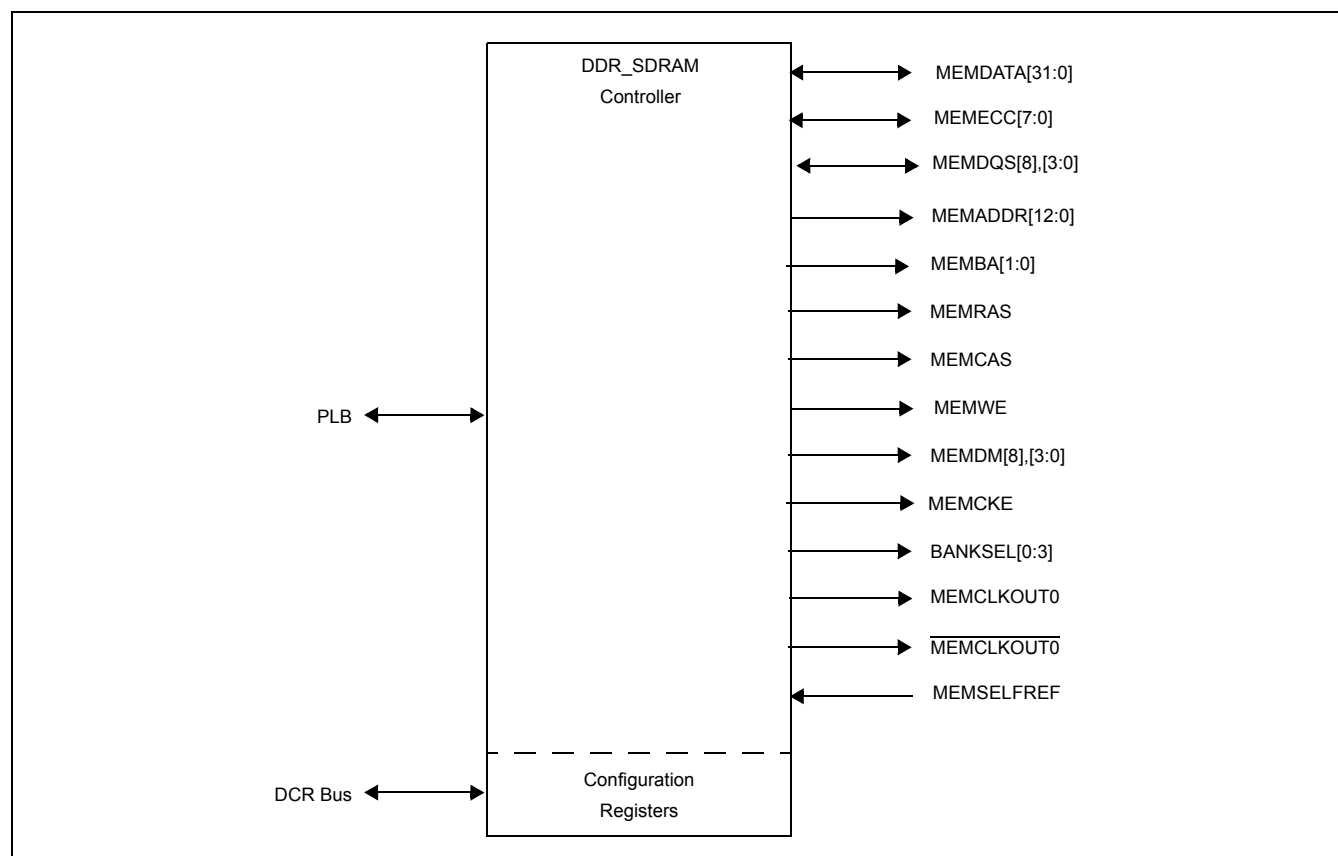 DDR_SDRAM
Controller
MEMDATA[31:0]
MEMECC[7:0]
MEMDQS[8],[3:0]
MEMADDR[12:0]
MEMBA[1:0]
MEMRAS
MEMCAS
PLB
MEMWE
MEMDM[8],[3:0]
MEMCKE
BANKSEL[0:3]
MEMCLKOUT0
M̅E̅M̅C̅L̅K̅O̅U̅T̅0̅
MEMSELFREF
DCR Bus
Configuration
Registers